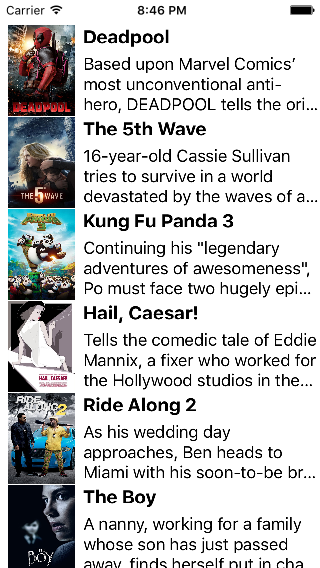 Carrier 8:46 PM
Deadpool
Based upon Marvel Comics’
most unconventional anti-
hero, DEADPOOL tells the ori...
DEADPOOL
The 5th Wave
16-year-old Cassie Sullivan
tries to survive in a world
devastated by the waves of a...
THE 5 WAVE
Kung Fu Panda 3
Continuing his "legendary
adventures of awesomeness",
Po must face two hugely epi...
Hail, Caesar!
Tells the comedic tale of Eddie
Mannix, a fixer who worked for
the Hollywood studios in the...
HAIL, CAESAR!
Ride Along 2
As his wedding day
approaches, Ben heads to
Miami with his soon-to-be br...
RIDE
ALONG 2
The Boy
A nanny, working for a family
whose son has just passed
away, finds herself put in cha
THE BOY